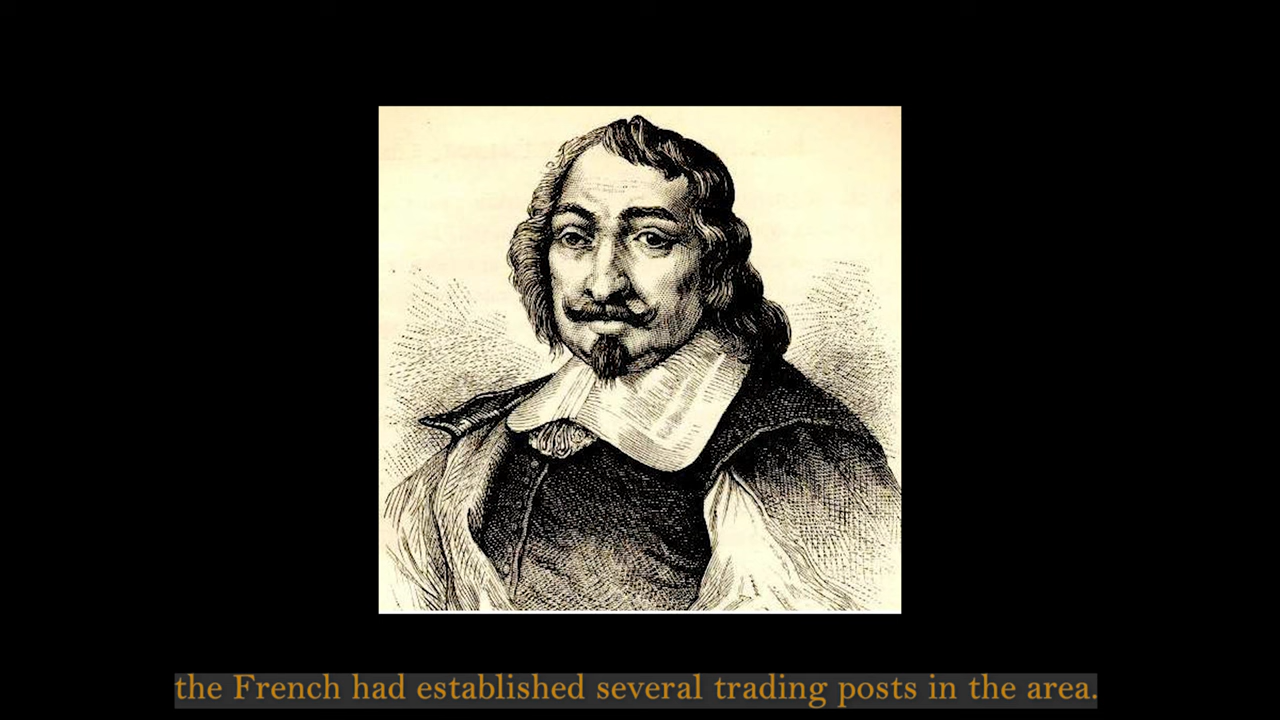 the French had established several trading posts in the area.